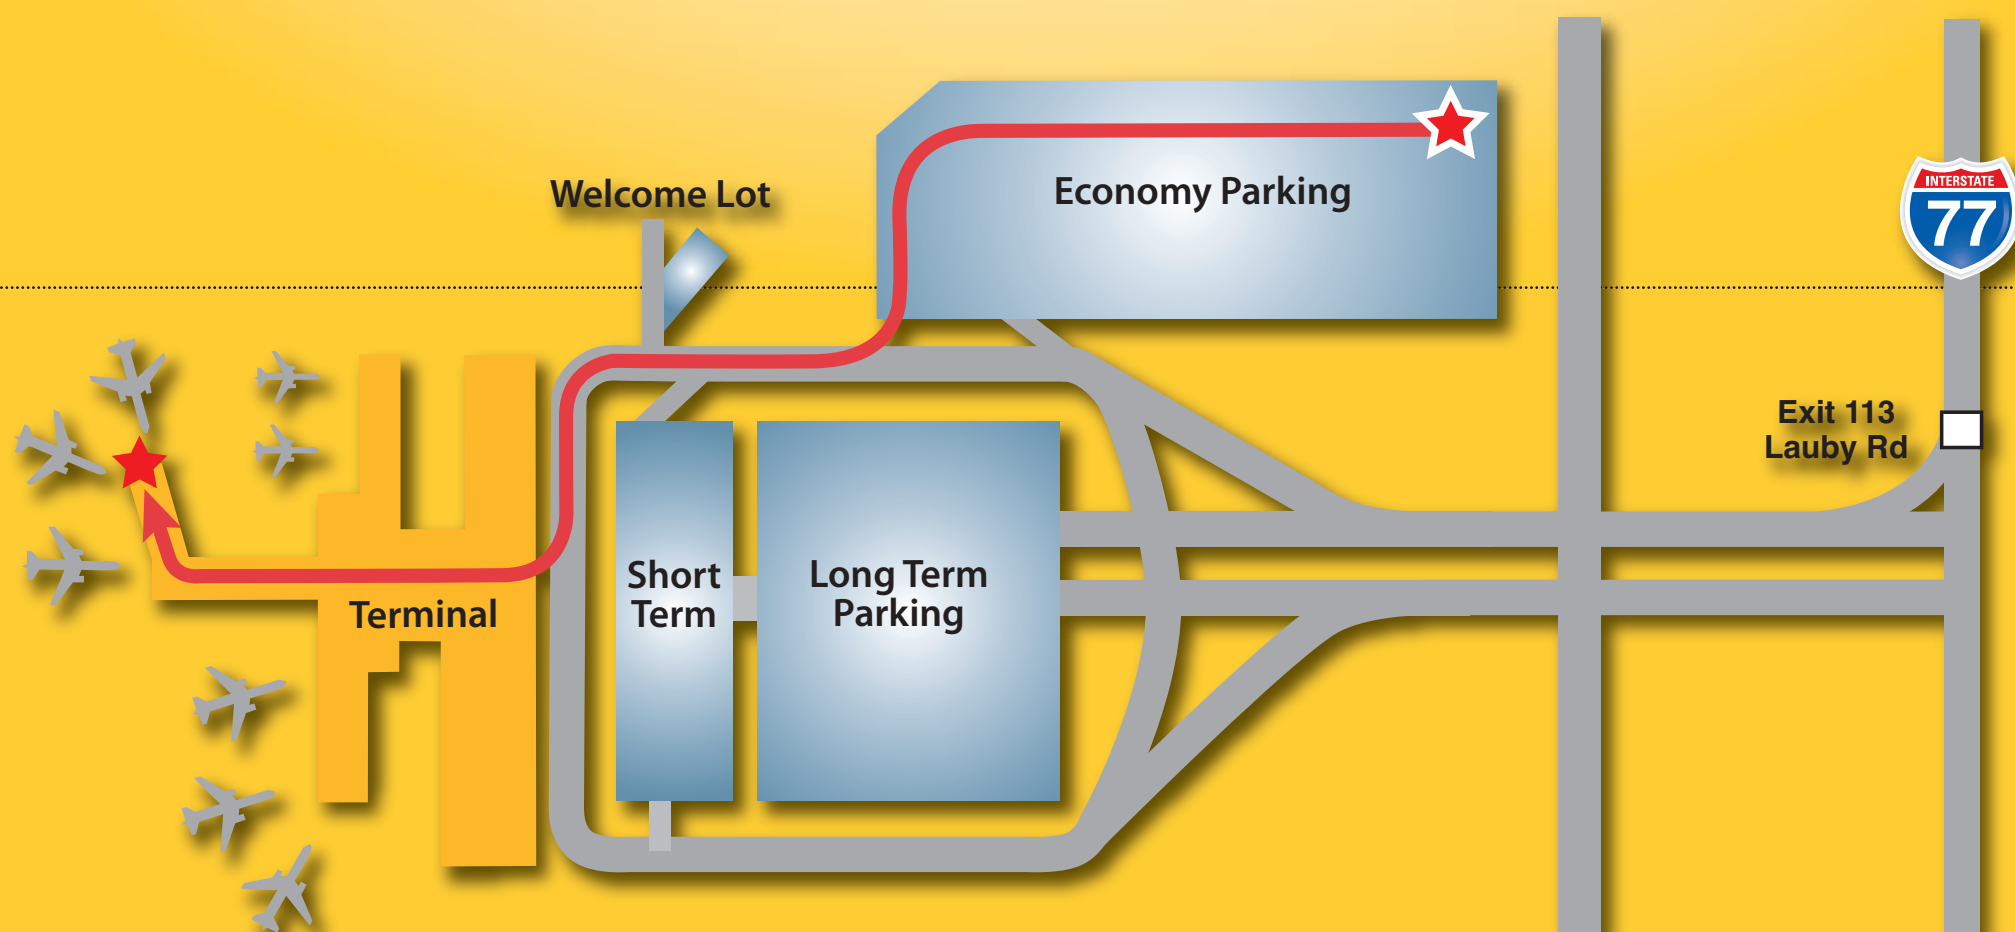 Welcome Lot
Economy Parking
INTERSTATE
77
Exit 113
Lauby Rd
Short
Term
Long Term
Parking
Terminal